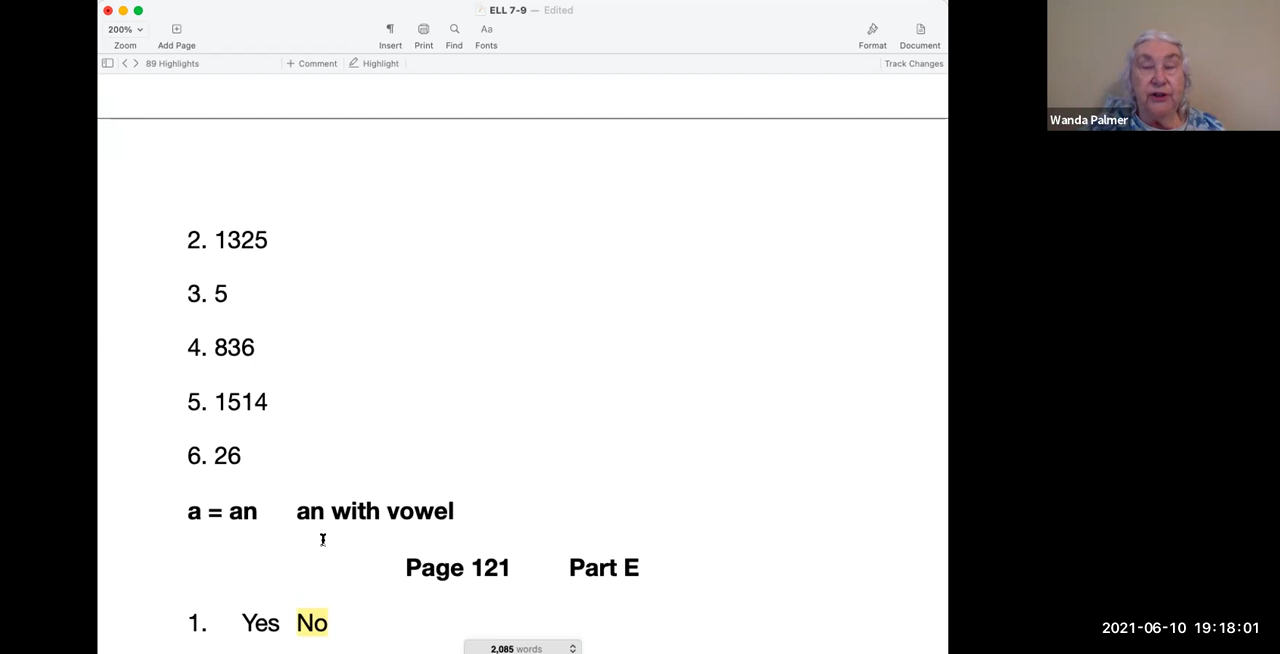 ELL 7-9 — Edited
200%
Zoom
Add Page
Insert
Print
Find
Aa
Fonts
Format
Document
89 Highlights
+ Comment
Highlight
Track Changes
Wanda Palmer
2. 1325
3. 5
4. 836
5. 1514
6. 26
a = an an with vowel
Page 121 Part E
1. Yes No
2,085 words
2021-06-10 19:18:01